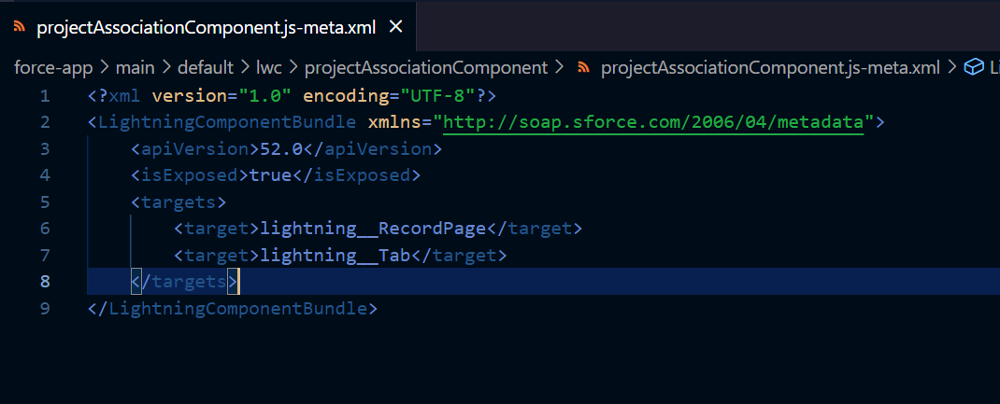 projectAssociationComponent.js-meta.xml
force-app > main > default > lwc > projectAssociationComponent > projectAssociationComponent.js-meta.xml >
1 <?xml version="1.0" encoding="UTF-8"?>
2 <LightningComponentBundle xmlns="http://soap.sforce.com/2006/04/metadata">
3     <apiVersion>52.0</apiVersion>
4     <isExposed>true</isExposed>
5     <targets>
6         <target>lightning__RecordPage</target>
7         <target>lightning__Tab</target>
8     </targets>
9 </LightningComponentBundle>